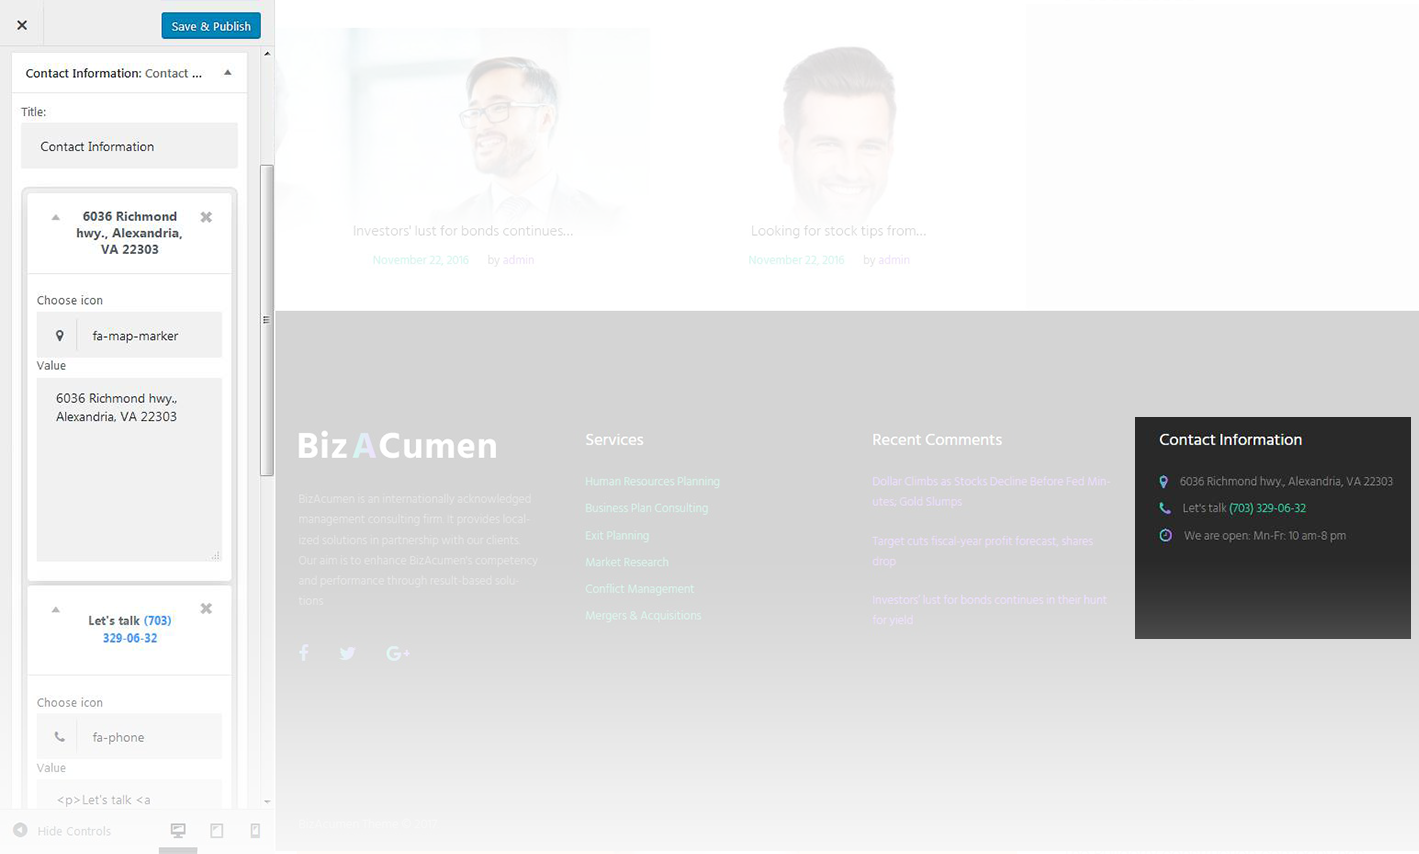 Save & Publish
Contact Information: Contact ...
Title:
Contact Information
6036 Richmond
hwy., Alexandria,
VA 22303
Choose icon
fa-map-marker
Value
6036 Richmond hwy.,
Alexandria, VA 22303
Let's talk (703)
329-06-32
Choose icon
fa-phone
Value
<p>Let's talk <a
Hide Controls
Investors' lust for bonds continues...
November 22, 2016 by admin
Looking for stock tips from...
November 22, 2016 by admin
BizACumen
BizAcumen is an internationally acknowledged
management consulting firm. It provides local-
ized solutions in partnership with our clients.
Our aim is to enhance BizAcumen's competency
and performance through result-based solu-
tions.
Services
Human Resources Planning
Business Plan Consulting
Exit Planning
Market Research
Conflict Management
Mergers & Acquisitions
Recent Comments
Dollar Climbs as Stocks Decline Before Fed Min-
utes; Gold Slumps
Target cuts fiscal-year profit forecast, shares
drop
Investors' lust for bonds continues in their hunt
for yield
Contact Information
6036 Richmond hwy., Alexandria, VA 22303
Let's talk (703) 329-06-32
We are open: Mn-Fr: 10 am-8 pm